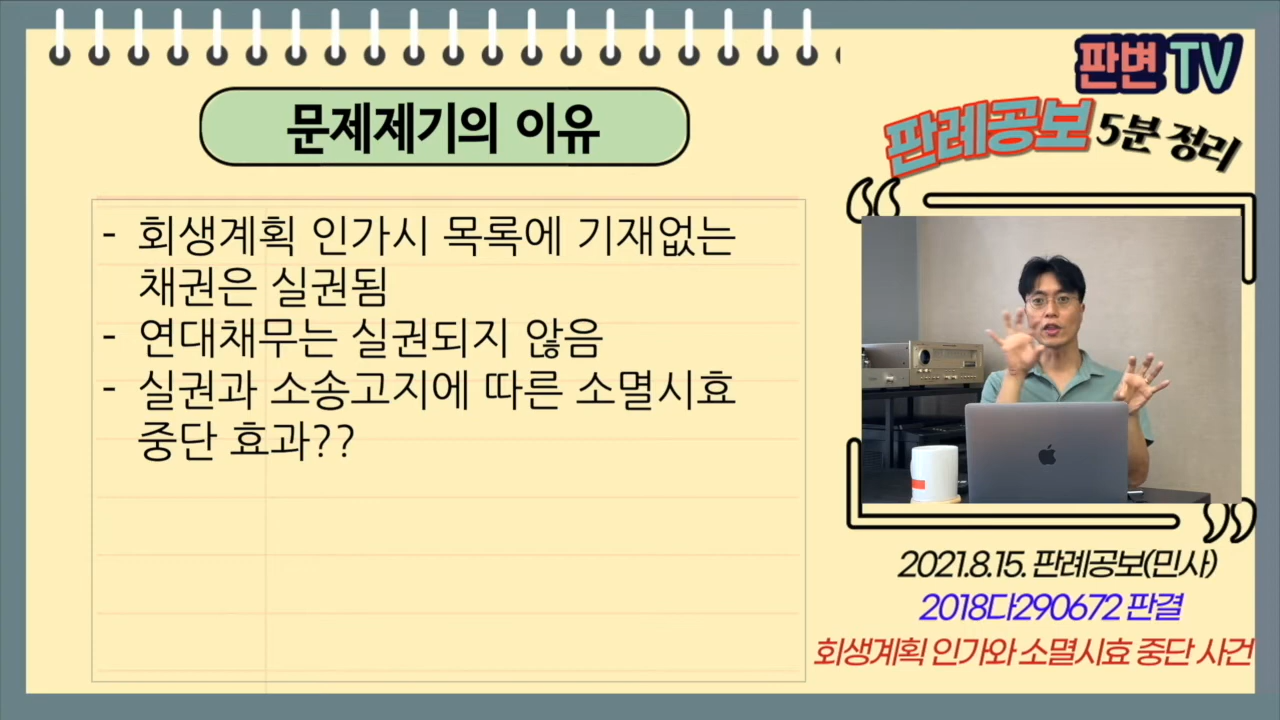 판변 TV
판례공보 5분 정리
문제제기의 이유
- 회생계획 인가시 목록에 기재없는
채권은 실권됨
- 연대채무는 실권되지 않음
- 실권과 소송고지에 따른 소멸시효
중단 효과??
2021.8.15. 판례공보(민사)
2018다290672 판결
회생계획 인가와 소멸시효 중단 사건